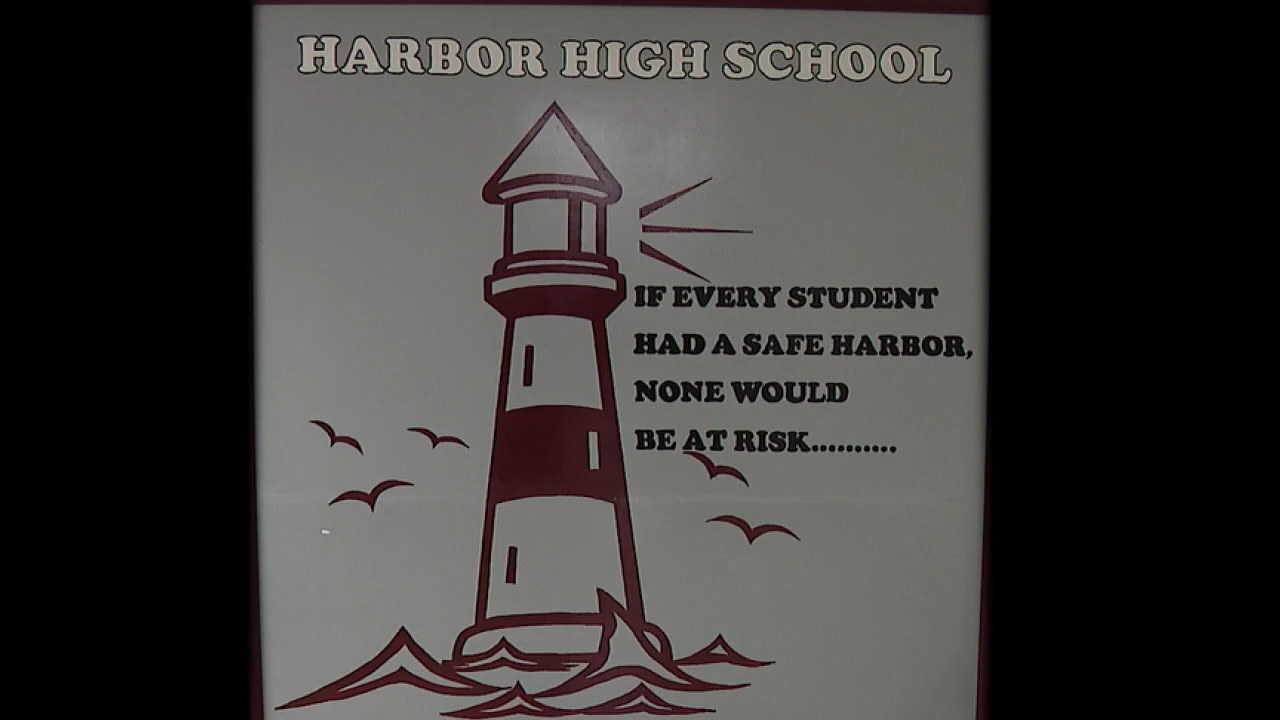 HARBOR HIGH SCHOOL
IF EVERY STUDENT
HAD A SAFE HARBOR,
NONE WOULD
BE AT RISK..........